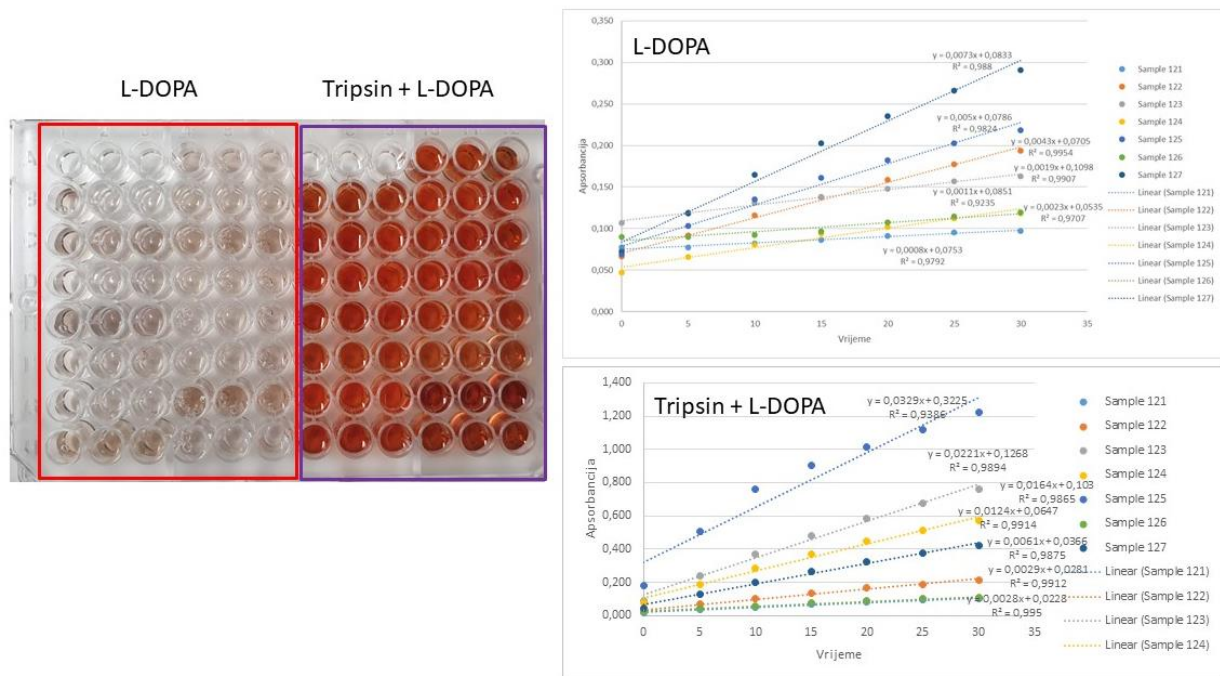 L-DOPA
Tripsin + L-DOPA
L-DOPA
Apsorbancija
0,350
0,300
0,250
0,200
0,150
0,100
0,050
0,000
0
5
10
15
20
25
30
35
Vrijeme
y = 0,0073x + 0,0833
R² = 0,988
y = 0,005x + 0,0786
R² = 0,9824
y = 0,0043x + 0,0705
R² = 0,9954
y = 0,0019x + 0,1098
R² = 0,9907
y = 0,0011x + 0,0851
R² = 0,9235
y = 0,0023x + 0,0535
R² = 0,9707
y = 0,0008x + 0,0753
R² = 0,9792
Sample 121
Sample 122
Sample 123
Sample 124
Sample 125
Sample 126
Sample 127
Linear (Sample 121)
Linear (Sample 122)
Linear (Sample 123)
Linear (Sample 124)
Linear (Sample 125)
Linear (Sample 126)
Linear (Sample 127)
Tripsin + L-DOPA
Apsorbancija
1,400
1,200
1,000
0,800
0,600
0,400
0,200
0,000
0
5
10
15
20
25
30
35
Vrijeme
y = 0,0329x + 0,3225
R² = 0,9386
y = 0,0221x + 0,1268
R² = 0,9894
y = 0,0164x + 0,103
R² = 0,9865
y = 0,0124x + 0,0647
R² = 0,9914
y = 0,0061x + 0,0366
R² = 0,9875
y = 0,0029x + 0,0281
R² = 0,9912
y = 0,0028x + 0,0228
R² = 0,995
Sample 121
Sample 122
Sample 123
Sample 124
Sample 125
Sample 126
Sample 127
Linear (Sample 121)
Linear (Sample 122)
Linear (Sample 123)
Linear (Sample 124)